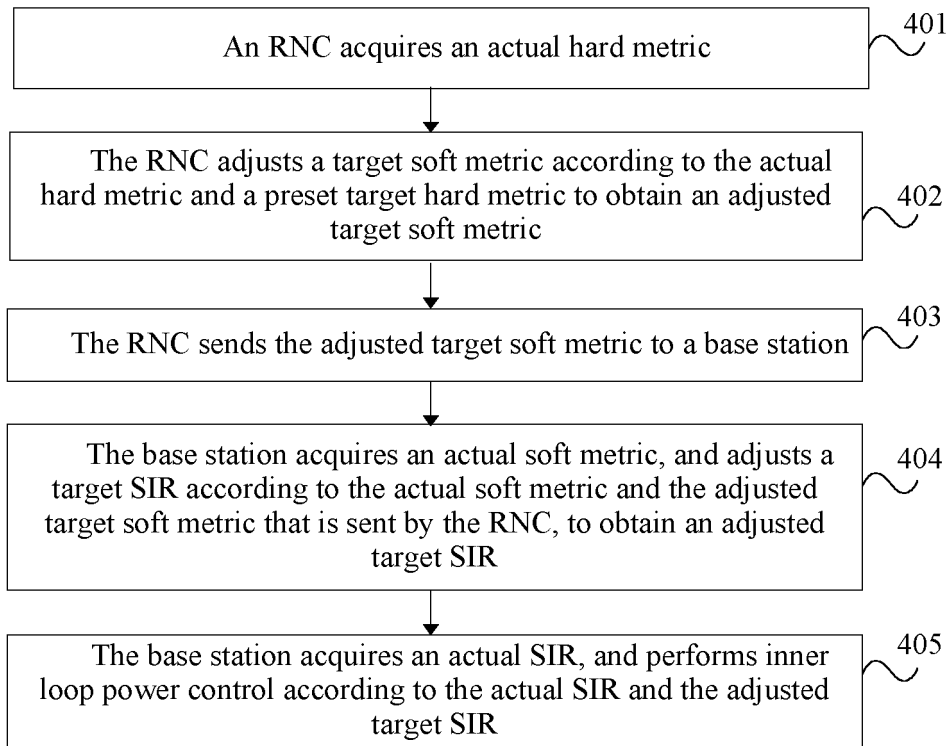 An RNC acquires an actual hard metric
401
The RNC adjusts a target soft metric according to the actual
hard metric and a preset target hard metric to obtain an adjusted
target soft metric
402
The RNC sends the adjusted target soft metric to a base station
403
The base station acquires an actual soft metric, and adjusts a
target SIR according to the actual soft metric and the adjusted
target soft metric that is sent by the RNC, to obtain an adjusted
target SIR
404
The base station acquires an actual SIR, and performs inner
loop power control according to the actual SIR and the adjusted
target SIR
405